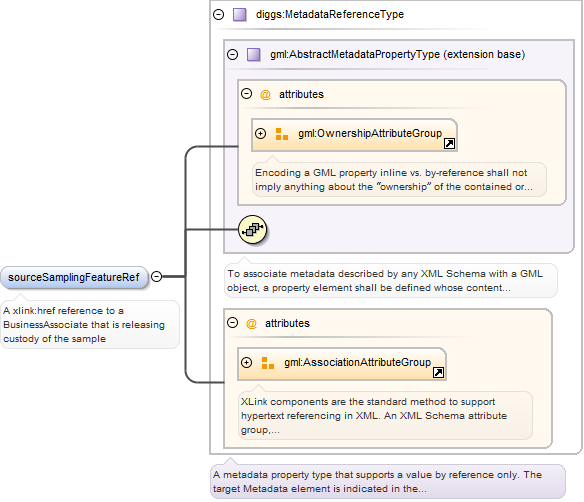 diggs:MetadataReferenceType
gml:AbstractMetadataPropertyType (extension base)
@ attributes
gml:OwnershipAttributeGroup
Encoding a GML property inline vs. by-reference shall not
imply anything about the "ownership" of the contained or...
sourceSamplingFeatureRef
A xlink:href reference to a
BusinessAssociate that is releasing
custody of the sample
To associate metadata described by any XML Schema with a GML
object, a property element shall be defined whose content...
@ attributes
gml:AssociationAttributeGroup
XLink components are the standard method to support
hypertext referencing in XML. An XML Schema attribute
group,...
A metadata property type that supports a value by reference only. The
target Metadata element is indicated in the...